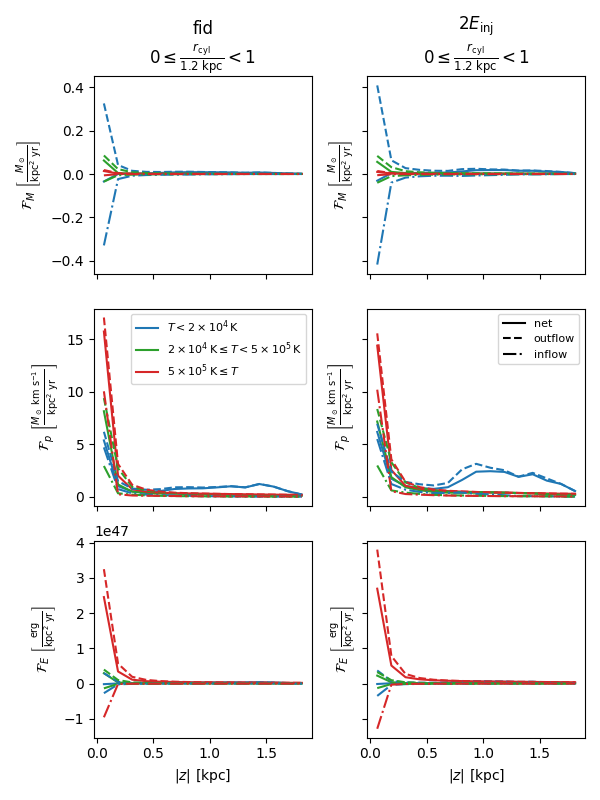 fid
0 ≤ r_cyl / 1.2 kpc < 1
2E_inj
0 ≤ r_cyl / 1.2 kpc < 1
0.4
0.2
0.0
−0.2
−0.4
ℱ_M [M_⊙ / kpc² yr]
ℱ_M [M_⊙ / kpc² yr]
15
10
5
0
ℱ_p [M_⊙ km s⁻¹ / kpc² yr]
T < 2 × 10⁴ K
2 × 10⁴ K ≤ T < 5 × 10⁵ K
5 × 10⁵ K ≤ T
ℱ_p [M_⊙ km s⁻¹ / kpc² yr]
net
outflow
inflow
1e47
4
3
2
1
0
−1
ℱ_E [erg / kpc² yr]
ℱ_E [erg / kpc² yr]
0.0 0.5 1.0 1.5
|z| [kpc]
0.0 0.5 1.0 1.5
|z| [kpc]